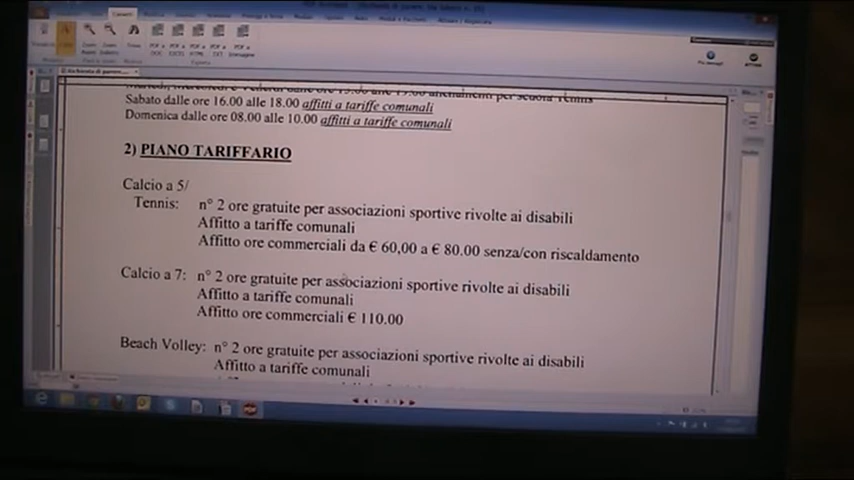 Sabato dalle ore 16.00 alle 18.00 affitti a tariffe comunali
Domenica dalle ore 08.00 alle 10.00 affitti a tariffe comunali
2) PIANO TARIFFARIO
Calcio a 5/
Tennis: n° 2 ore gratuite per associazioni sportive rivolte ai disabili
Affitto a tariffe comunali
Affitto ore commerciali da € 60,00 a € 80.00 senza/con riscaldamento
Calcio a 7: n° 2 ore gratuite per associazioni sportive rivolte ai disabili
Affitto a tariffe comunali
Affitto ore commerciali € 110.00
Beach Volley: n° 2 ore gratuite per associazioni sportive rivolte ai disabili
Affitto a tariffe comunali